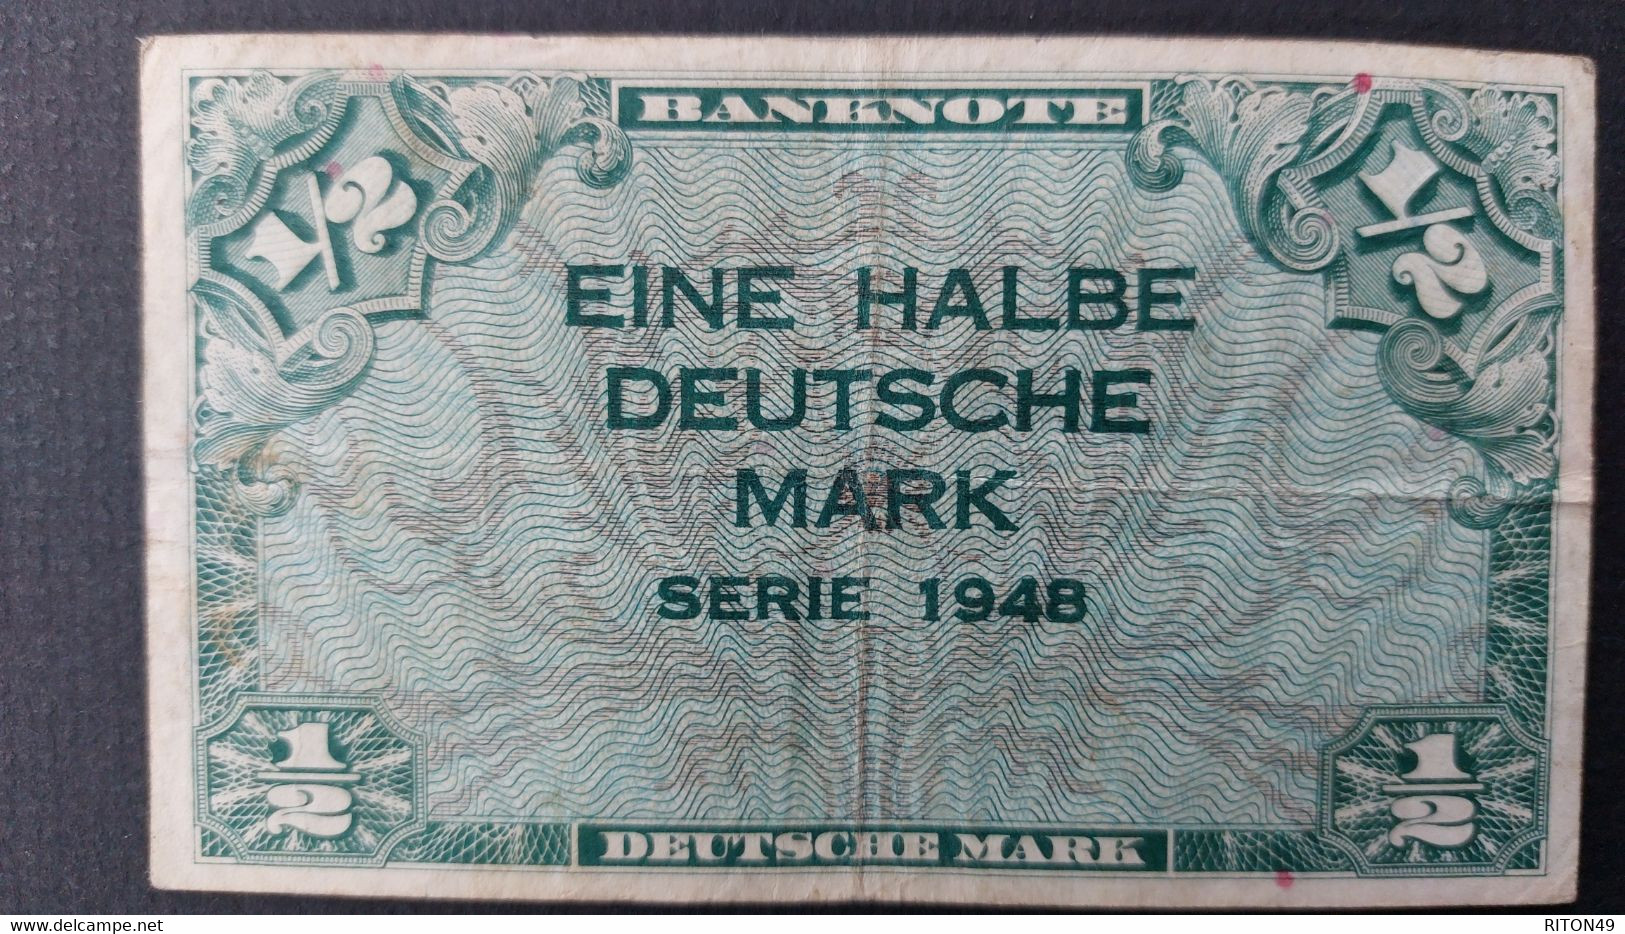 BANKNOTE
1/2
1/2
EINE HALBE
DEUTSCHE
MARK
SERIE 1948
1/2
1/2
DEUTSCHE MARK
www.delcampe.net
RITON49